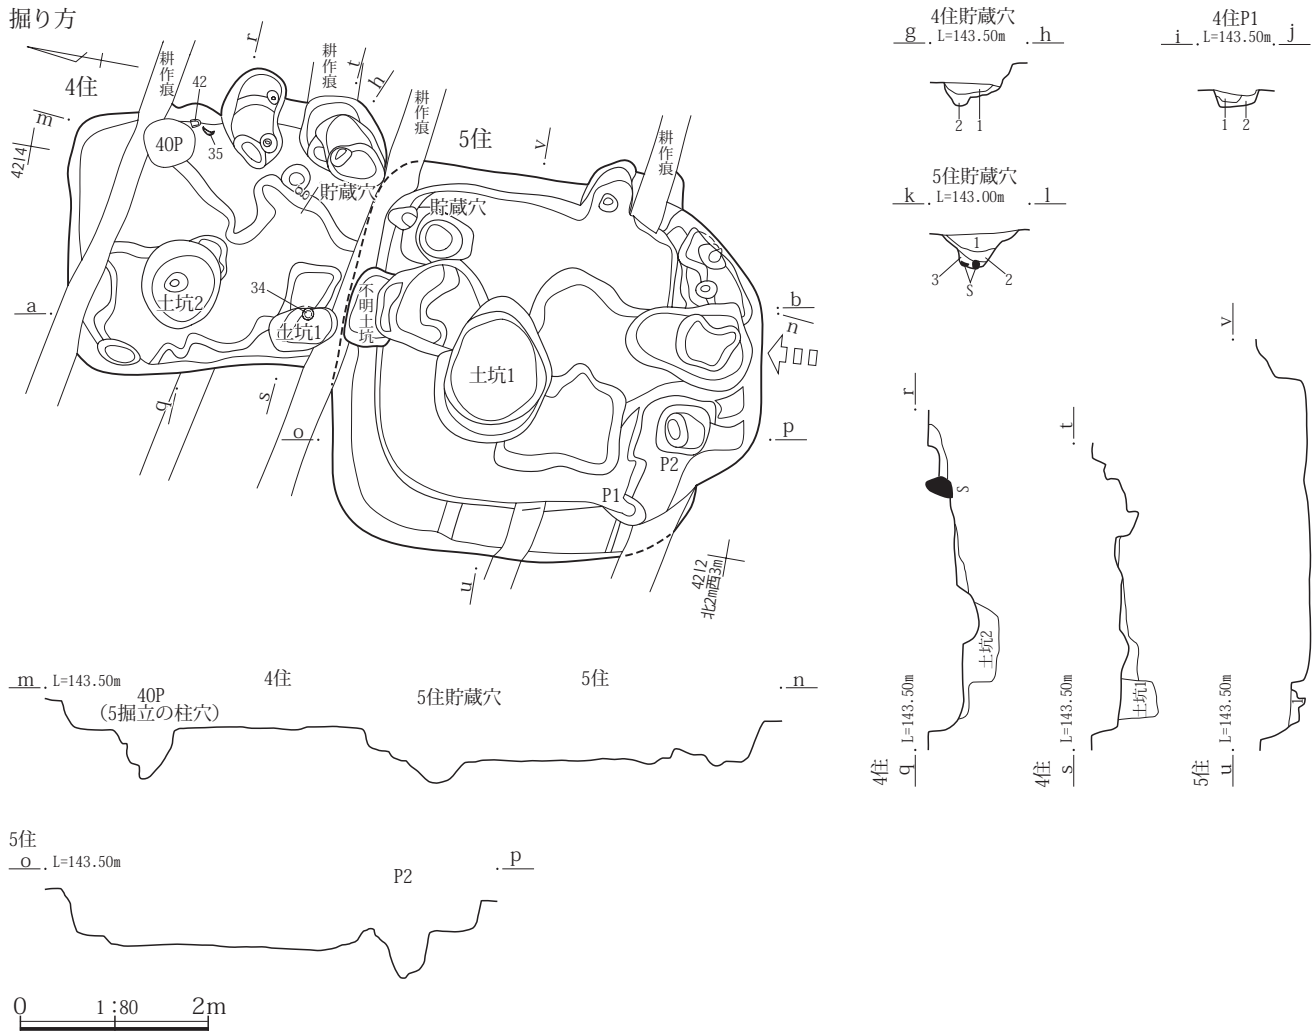 掘り方
4住
耕作痕
r
耕作痕
t
h
耕作痕
5住
v
耕作痕
m
4214
42
40P
35
貯蔵穴
貯蔵穴
土坑2
34
土坑1
不明土坑
土坑1
a
b
n
q
s
o
p
P2
P1
u
4212
北2m西3m
4住貯蔵穴
g L=143.50m h
2 1
4住P1
i L=143.50m j
1 2
5住貯蔵穴
k L=143.00m l
1
3 S 2
r
S
土坑2
L=143.50m
4住 q
t
土坑1
L=143.50m
4住 s
v
1
L=143.50m
5住 u
m L=143.50m
40P
(5掘立の柱穴)
4住
5住貯蔵穴
5住
n
5住
o L=143.50m
P2
p
0 1:80 2m